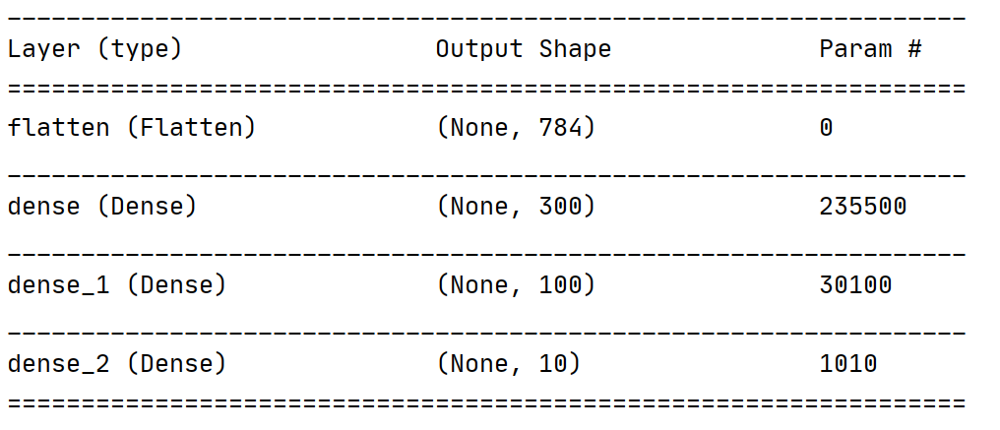 _________________________________________________________________
Layer (type)                 Output Shape              Param #
=================================================================
flatten (Flatten)            (None, 784)               0
_________________________________________________________________
dense (Dense)                (None, 300)               235500
_________________________________________________________________
dense_1 (Dense)              (None, 100)               30100
_________________________________________________________________
dense_2 (Dense)              (None, 10)                1010
=================================================================